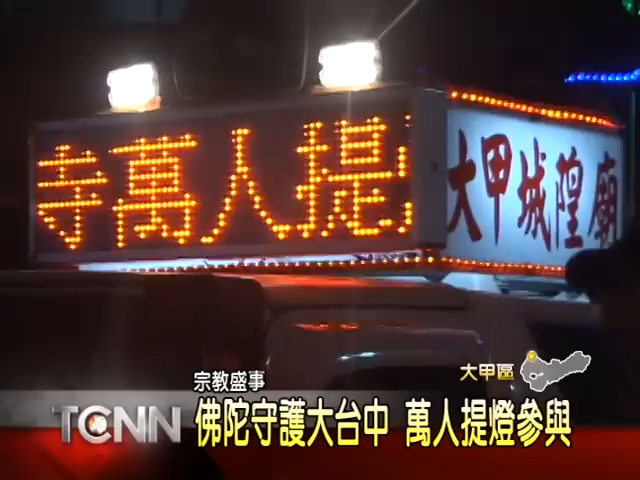 寺萬人提
大甲城隍廟
宗教盛事
大甲區
TCNN
佛陀守護大台中 萬人提燈參與